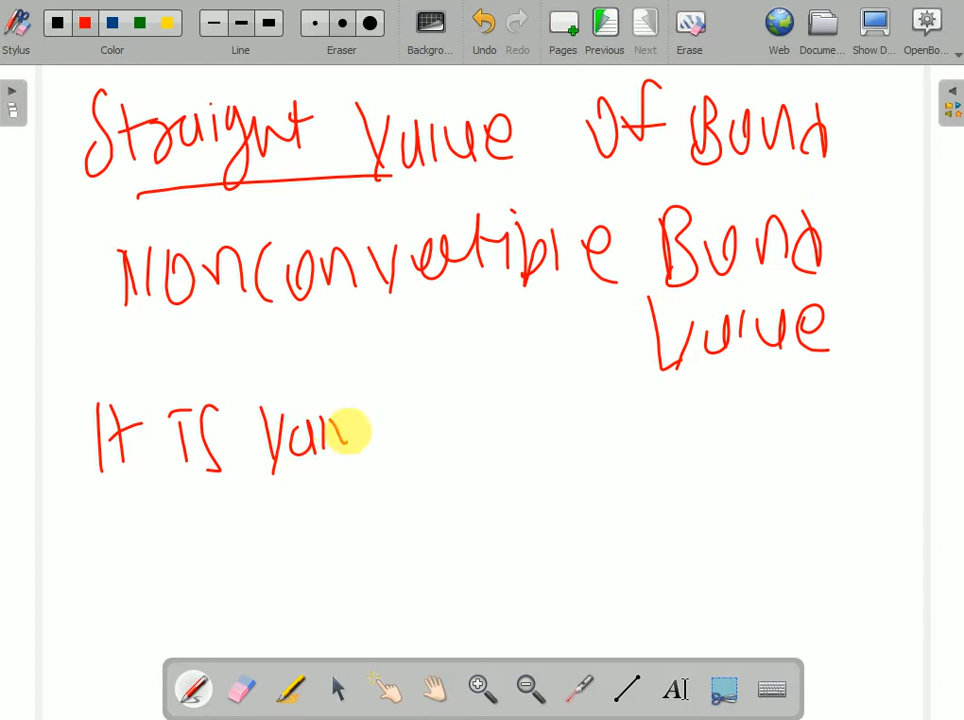 Stylus
Color
Line
Eraser
Backgro...
Undo
Redo
Pages
Previous
Next
Erase
Web
Docume...
Show D...
OpenBo...
Straight Value Of Bond
Nonconvertible Bond
Value
It Is